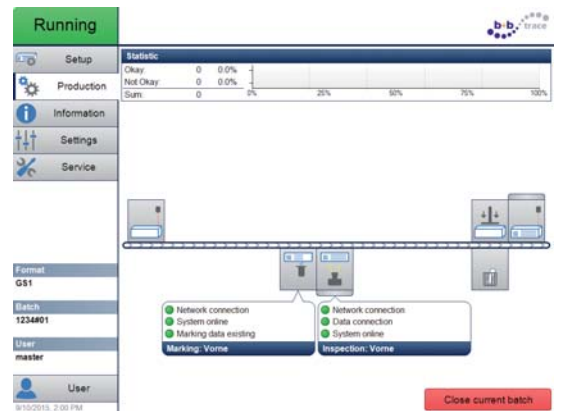 Running
b·b·trace
Setup
Production
Information
Settings
Service
Statistic
Okay: 0 0.0%
Not Okay: 0 0.0%
Sum: 0
0% 25% 50% 75% 100%
Format
GS1
Batch
1234#01
User
master
User
9/10/2015, 2:00 PM
Network connection
System online
Marking data existing
Marking: Vorne
Network connection
Data connection
System online
Inspection: Vorne
Close current batch